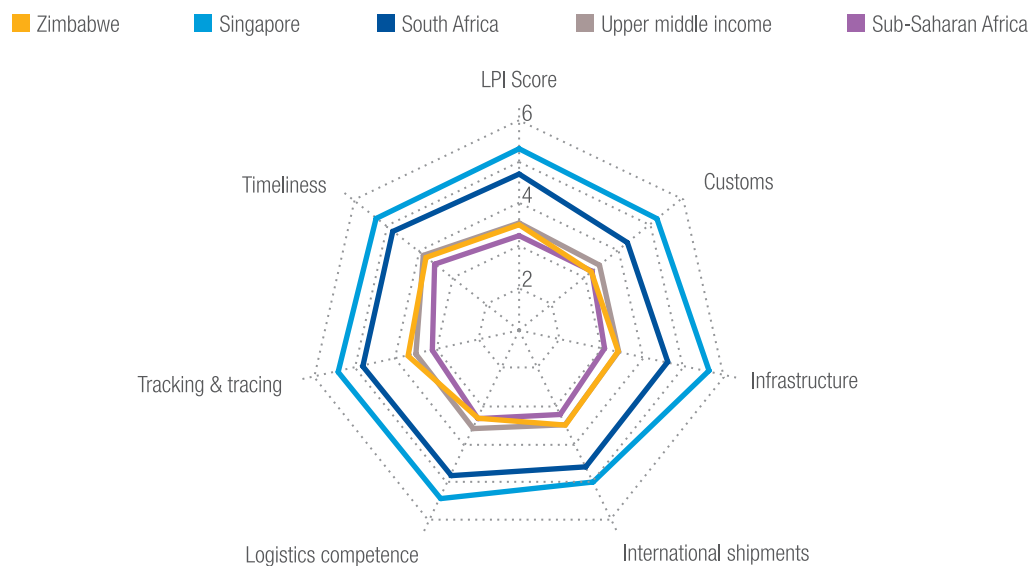 Zimbabwe
Singapore
South Africa
Upper middle income
Sub-Saharan Africa
LPI Score
6
4
2
Customs
Timeliness
Infrastructure
Tracking & tracing
International shipments
Logistics competence